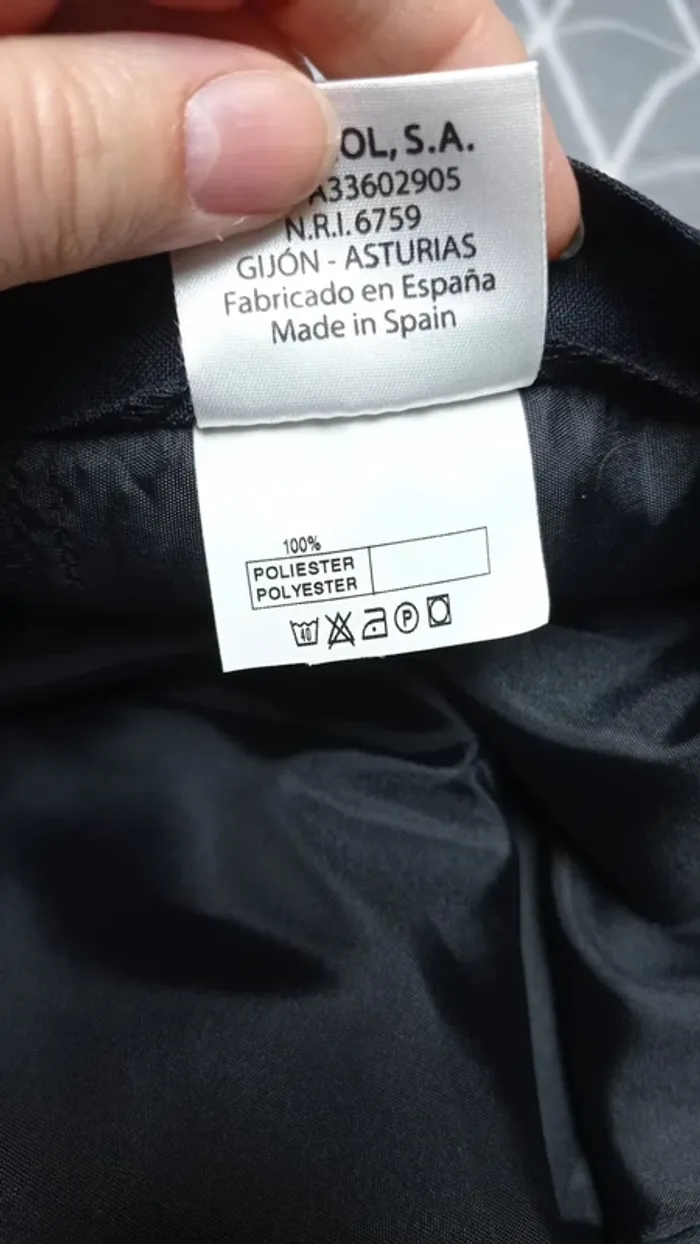 OL, S.A.
A33602905
N.R.I.6759
GIJÓN - ASTURIAS
Fabricado en España
Made in Spain
100%
POLIESTER
POLYESTER
40
P